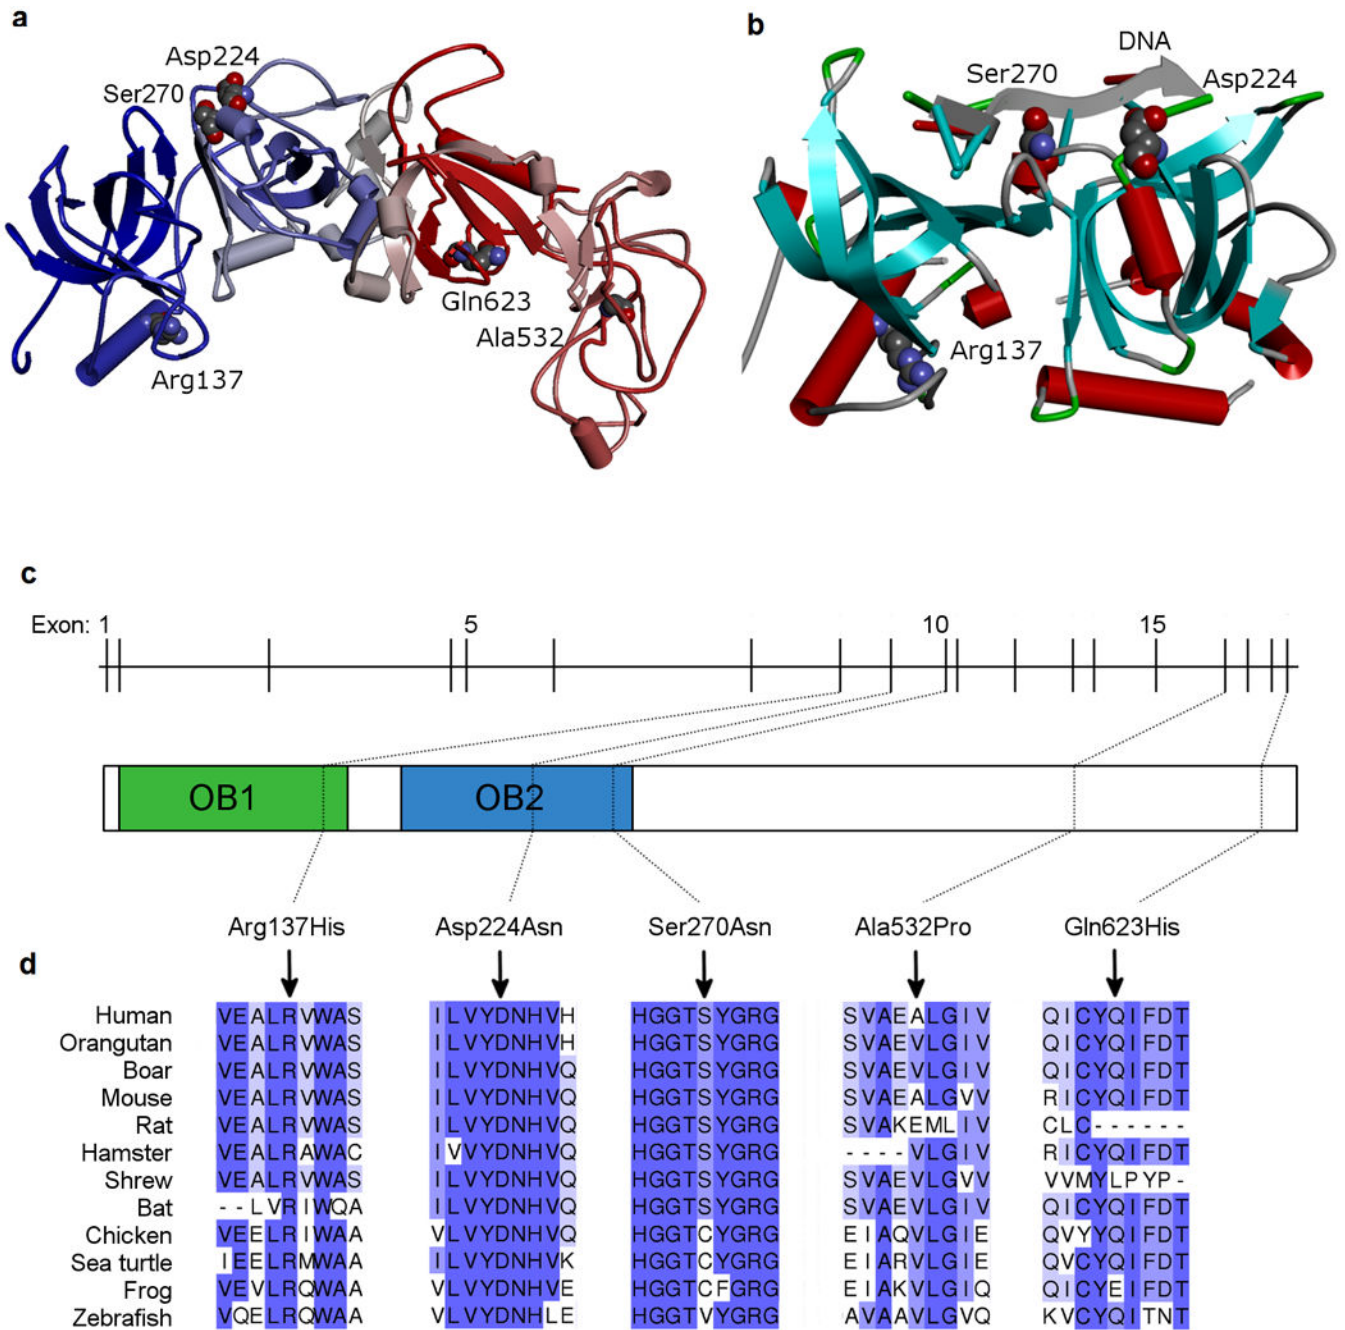 a
Asp224
Ser270
Gln623
Ala532
Arg137
b
DNA
Ser270
Asp224
Arg137
c
Exon: 1 5 10 15
OB1 OB2
Arg137His Asp224Asn Ser270Asn Ala532Pro Gln623His
d
Human VEALRVWAS ILVYDNHVH HGGTSYGRG SVAEALGIV QICYQIFDT
Orangutan VEALRVWAS ILVYDNHVH HGGTSYGRG SVAEVLGIV QICYQIFDT
Boar VEALRVWAS ILVYDNHVQ HGGTSYGRG SVAEVLGIV QICYQIFDT
Mouse VEALRVWAS ILVYDNHVQ HGGTSYGRG SVAEALGVV RICYQIFDT
Rat VEALRVWAS ILVYDNHVQ HGGTSYGRG SVAKEMLIV CLC------
Hamster VEALRAWAC IVVYDNHVQ HGGTSYGRG ----VLGIV RICYQIFDT
Shrew VEALRVWAS ILVYDNHVQ HGGTSYGRG SVAEVLGVV VVMYLPYP-
Bat --LVRIWQA ILVYDNHVQ HGGTSYGRG SVAEVLGIV QICYQIFDT
Chicken VEELRIWAA VLVYDNHVQ HGGTCYGRG EIAQVLGIE QVYYQIFDT
Sea turtle IEELRMWAA ILVYDNHVK HGGTCYGRG EIARVLGIE QVCYQIFDT
Frog VEVLRQWAA VLVYDNHVE HGGTCFGRG EIAKVLGIQ QICYEIFDT
Zebrafish VQELRQWAA VLVYDNHLE HGGTVYGRG AVAAVLGVQ KVCYQITNT